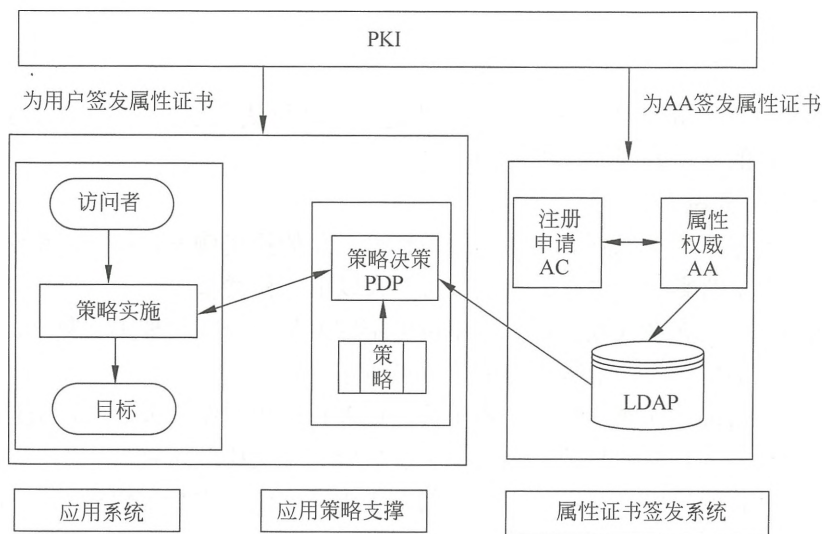 PKI
为用户签发属性证书
为AA签发属性证书
访问者
策略实施
目标
策略决策
PDP
策
略
注册
申请
AC
属性
权威
AA
LDAP
应用系统
应用策略支撑
属性证书签发系统